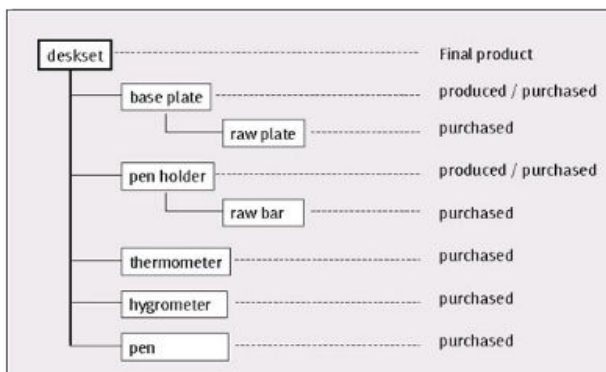 deskset Final product
base plate produced / purchased
raw plate purchased
pen holder produced / purchased
raw bar purchased
thermometer purchased
hygrometer purchased
pen purchased